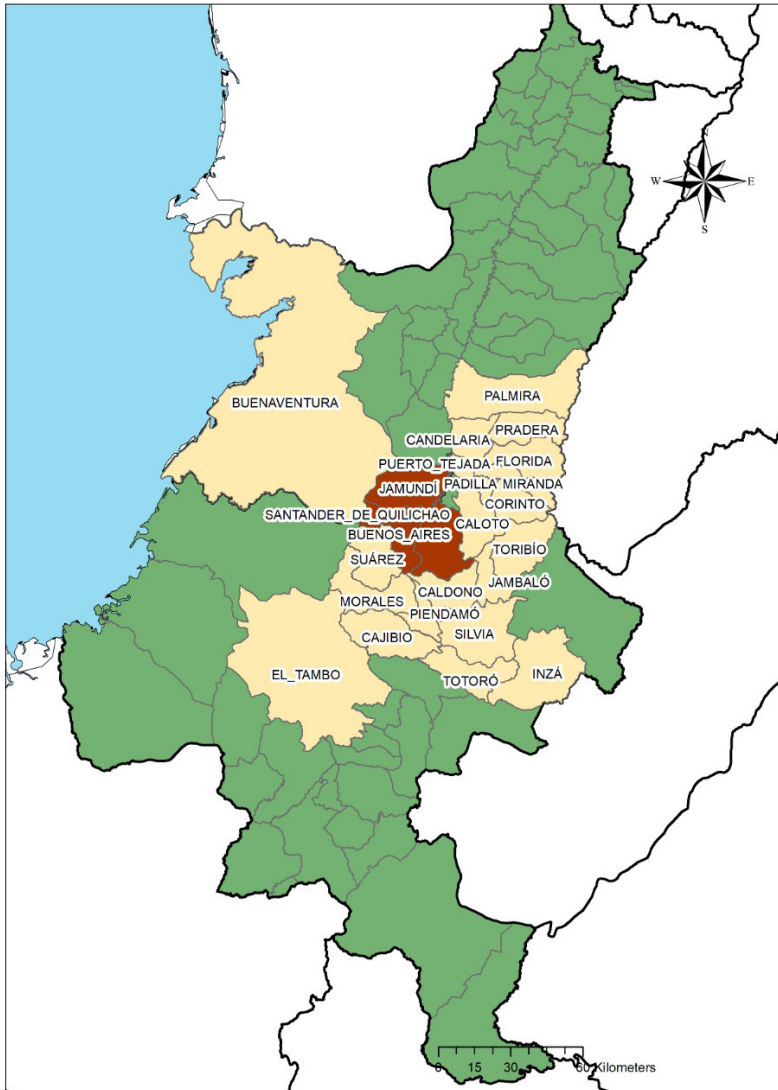 N
W E
S
PALMIRA
BUENAVENTURA
PRADERA
CANDELARIA
PUERTO_TEJADA FLORIDA
JAMUNDÍ PADILLA MIRANDA
CORINTO
SANTANDER_DE_QUILICHAO
CALOTO
BUENOS_AIRES
SUÁREZ TORIBÍO
JAMBALÓ
CALDONO
MORALES
PIENDAMÓ
CAJIBIO SILVIA
EL_TAMBO TOTORÓ INZÁ
0 15 30 60 Kilometers